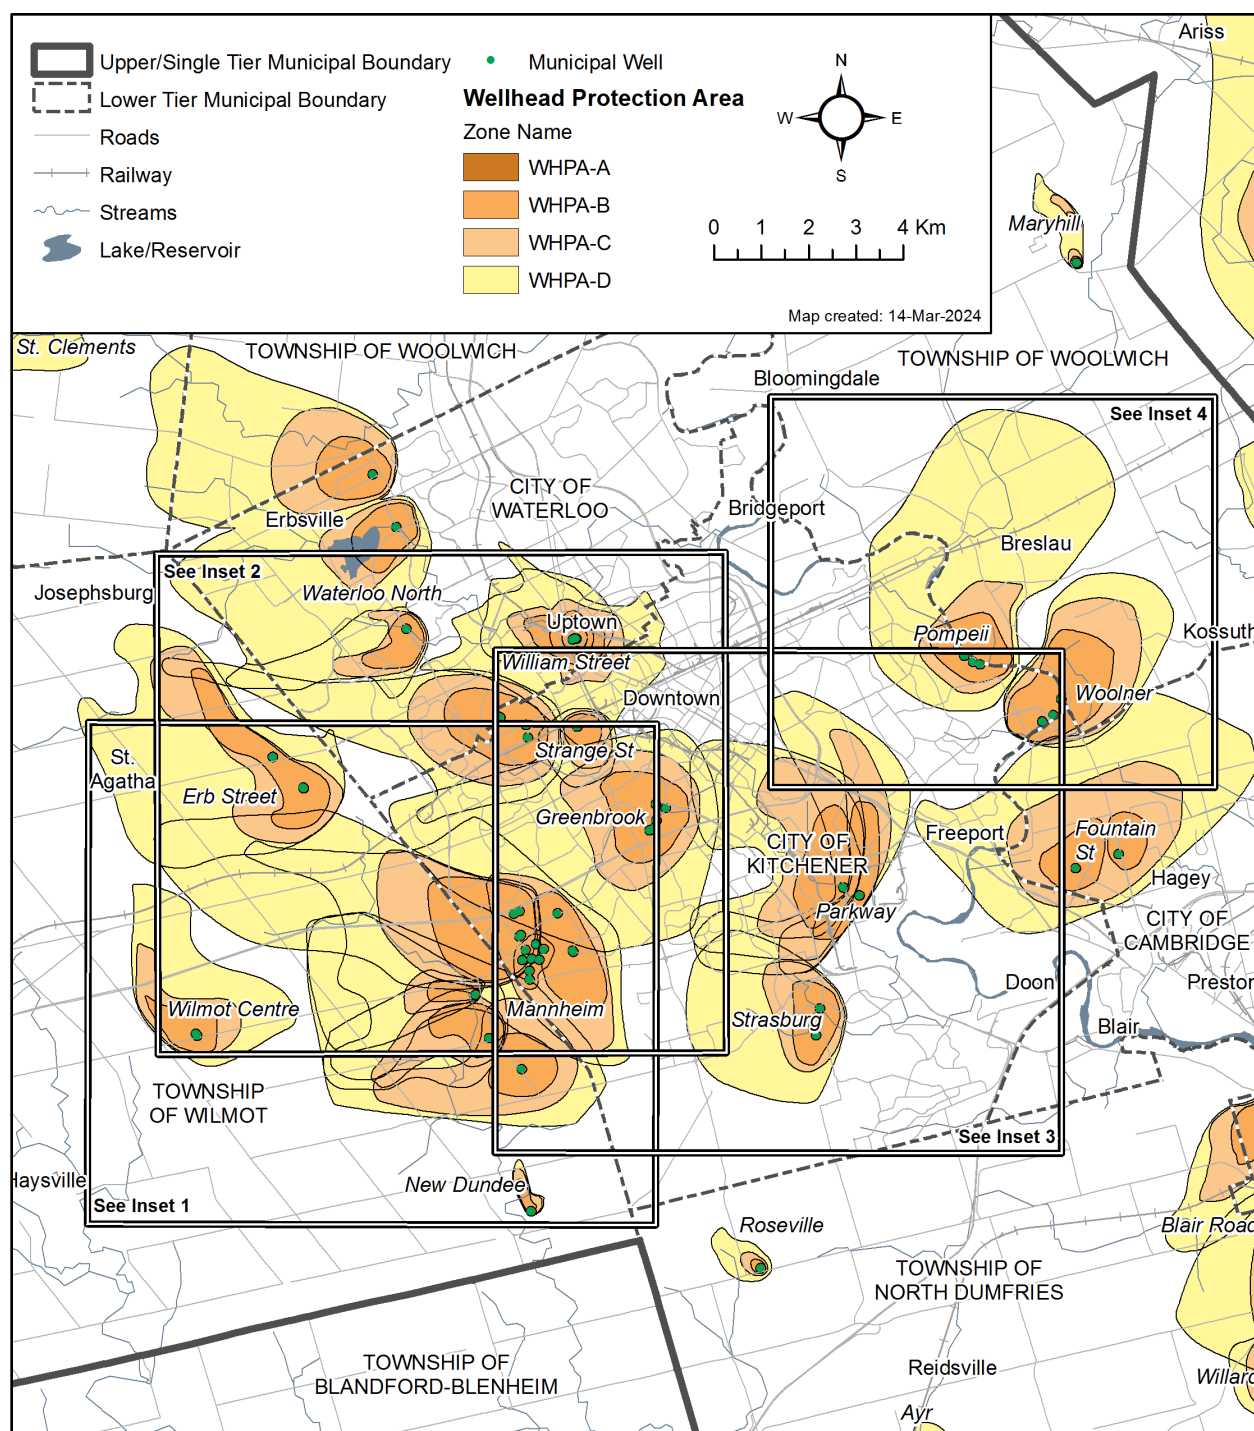 Upper/Single Tier Municipal Boundary
Lower Tier Municipal Boundary
Roads
Railway
Streams
Lake/Reservoir
Municipal Well
Wellhead Protection Area
Zone Name
WHPA-A
WHPA-B
WHPA-C
WHPA-D
N
W
E
S
0 1 2 3 4 Km
Map created: 14-Mar-2024
Ariss
Maryhill
St. Clements
TOWNSHIP OF WOOLWICH
TOWNSHIP OF WOOLWICH
Bloomingdale
See Inset 4
CITY OF
WATERLOO
Bridgeport
Erbsville
Breslau
See Inset 2
Josephsburg
Waterloo North
Uptown
Pompeii
Kossuth
William Street
Downtown
Woolner
Strange St
St.
Agatha
Erb Street
Greenbrook
CITY OF
KITCHENER
Freeport
Fountain
St
Hagey
Parkway
CITY OF
CAMBRIDGE
Doon
Preston
Wilmot Centre
Mannheim
Strasburg
Blair
TOWNSHIP
OF WILMOT
See Inset 3
Haysville
New Dundee
See Inset 1
Roseville
Blair Road
TOWNSHIP OF
NORTH DUMFRIES
TOWNSHIP OF
BLANDFORD-BLENHEIM
Reidsville
Willard
Ayr